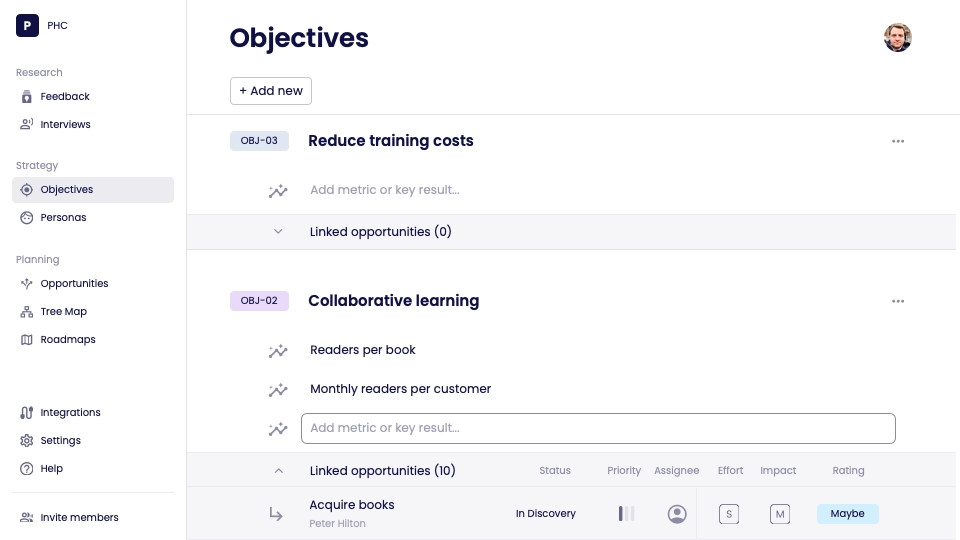 P PHC
Research
Feedback
Interviews
Strategy
Objectives
Personas
Planning
Opportunities
Tree Map
Roadmaps
Integrations
Settings
Help
Invite members
Objectives
+ Add new
OBJ-03 Reduce training costs
Add metric or key result...
Linked opportunities (0)
OBJ-02 Collaborative learning
Readers per book
Monthly readers per customer
Add metric or key result...
Linked opportunities (10) Status Priority Assignee Effort Impact Rating
Acquire books In Discovery S M Maybe
Peter Hilton